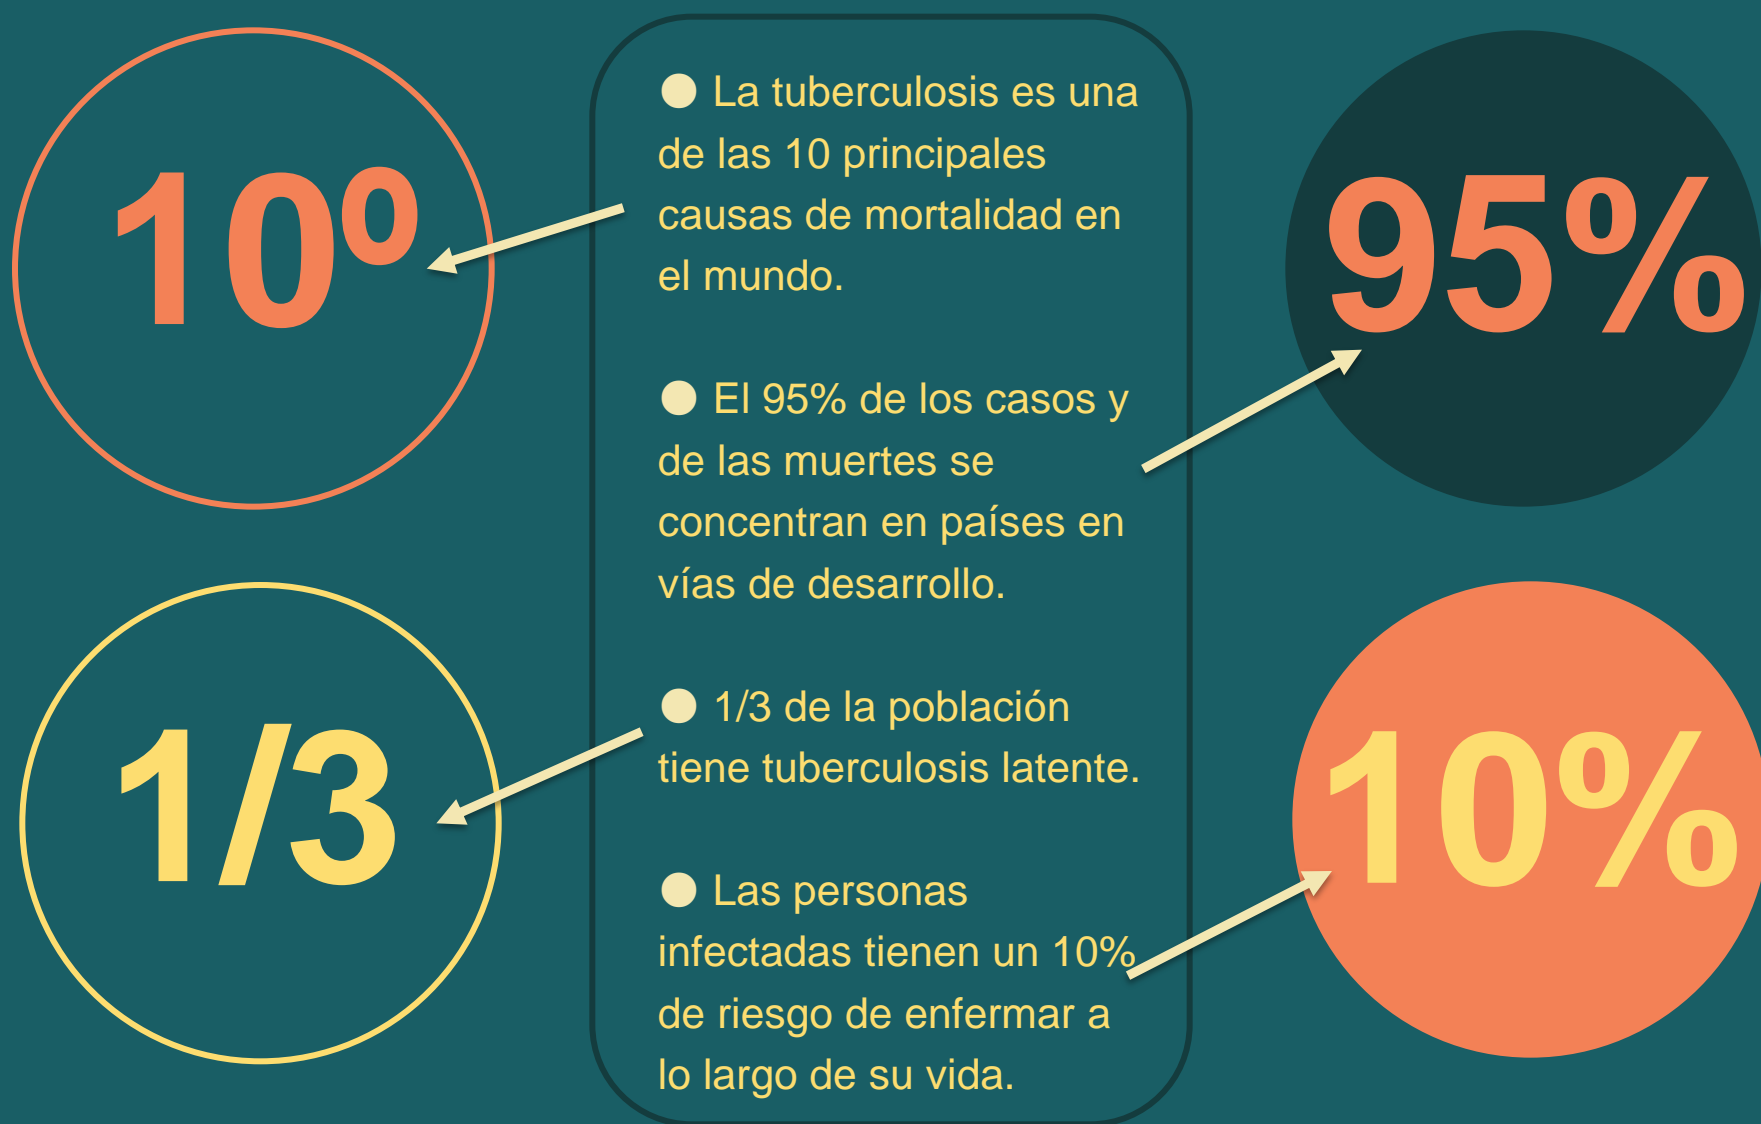 10º
● La tuberculosis es una
de las 10 principales
causas de mortalidad en
el mundo.
95%
● El 95% de los casos y
de las muertes se
concentran en países en
vías de desarrollo.
1/3
● 1/3 de la población
tiene tuberculosis latente.
10%
● Las personas
infectadas tienen un 10%
de riesgo de enfermar a
lo largo de su vida.